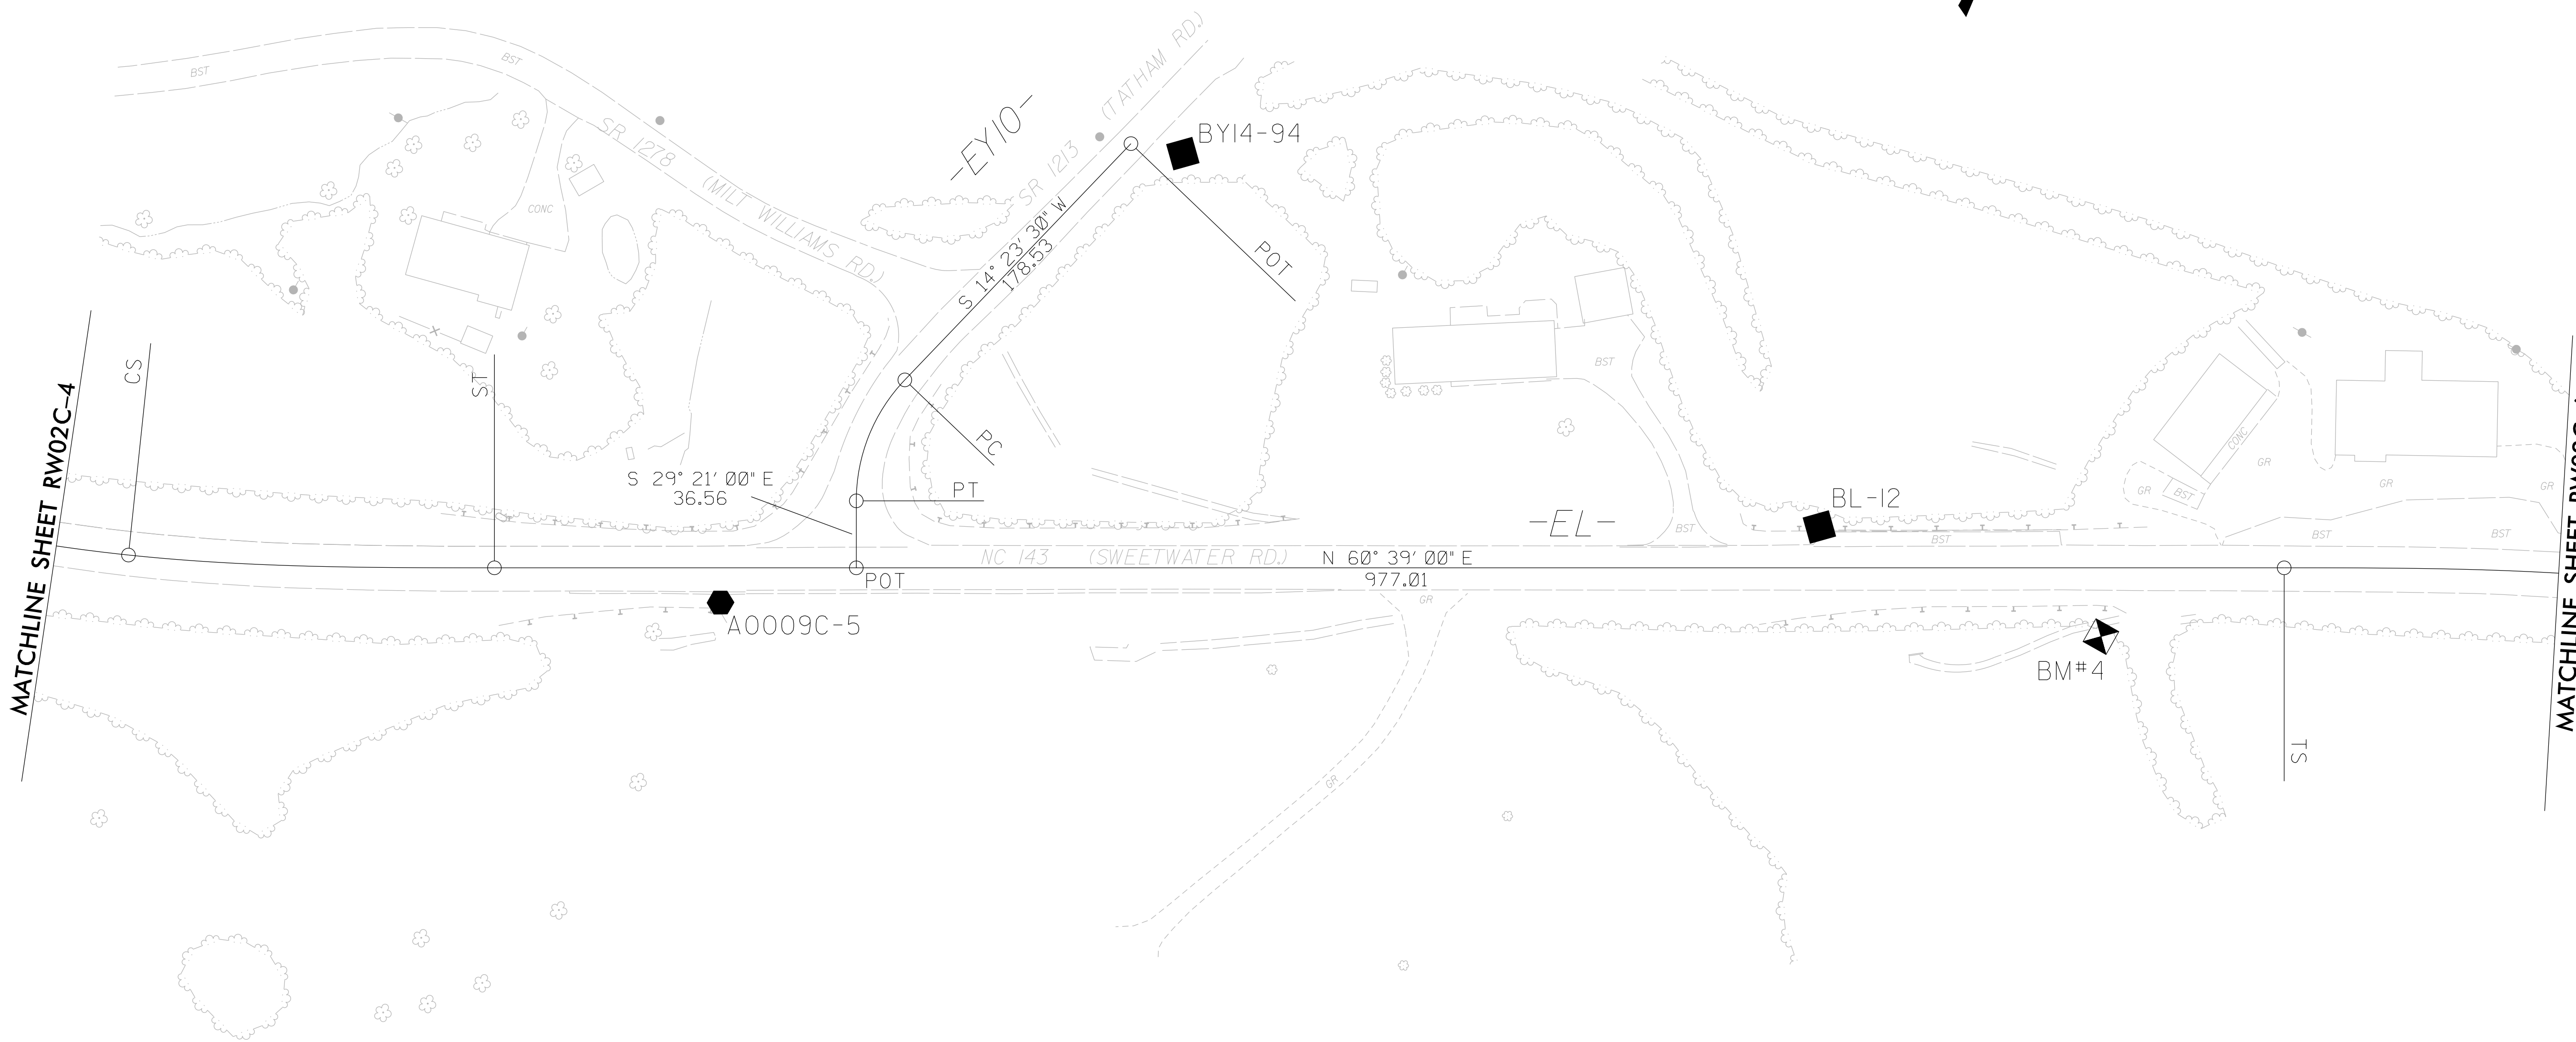 BST
BST
SR 1278
(MILT WILLIAMS RD.)
-EY10-
SR 1213 (TATHAM RD.)
BY14-94
CONC
S 14° 23' 30" W
178.53
POT
PC
PT
S 29° 21' 00" E
36.56
CS
ST
MATCHLINE SHEET RW02C-4
BST
BL-12
-EL-
NC 143 (SWEETWATER RD.)
N 60° 39' 00" E
977.01
POT
A0009C-5
BST
BST
GR
GR
BM#4
CONC
GR
GR
BST
GR
GR
BST
BST
TS
MATCHLINE SHEET